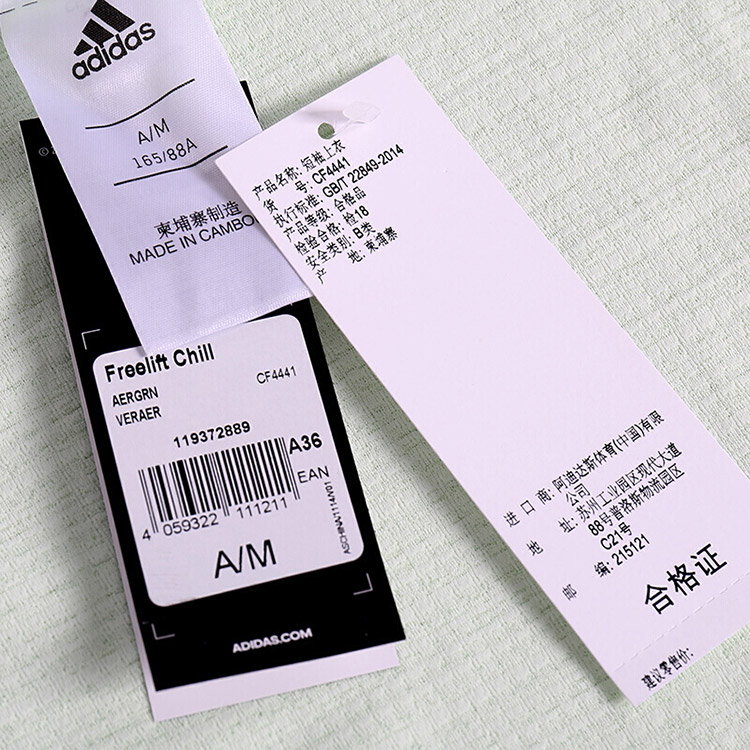 adidas
A/M
165/88A
柬埔寨制造
MADE IN CAMBO
Freelift Chill
AERGRN
CF4441
VERAER
119372889
A36
EAN
4 059322 111211
A/M
ADIDAS.COM
产品名称: 短袖上衣
货 号: CF4441
执行标准: GB/T 22849-2014
产品等级: 合格品
检验合格: 检18
安全类别: B类
产 地: 柬埔寨
进 口 商: 阿迪达斯体育(中国)有限
公司
地 址: 苏州工业园区现代大道
88号普洛斯物流园区
C21号
邮 编: 215121
合格证
建议零售价: